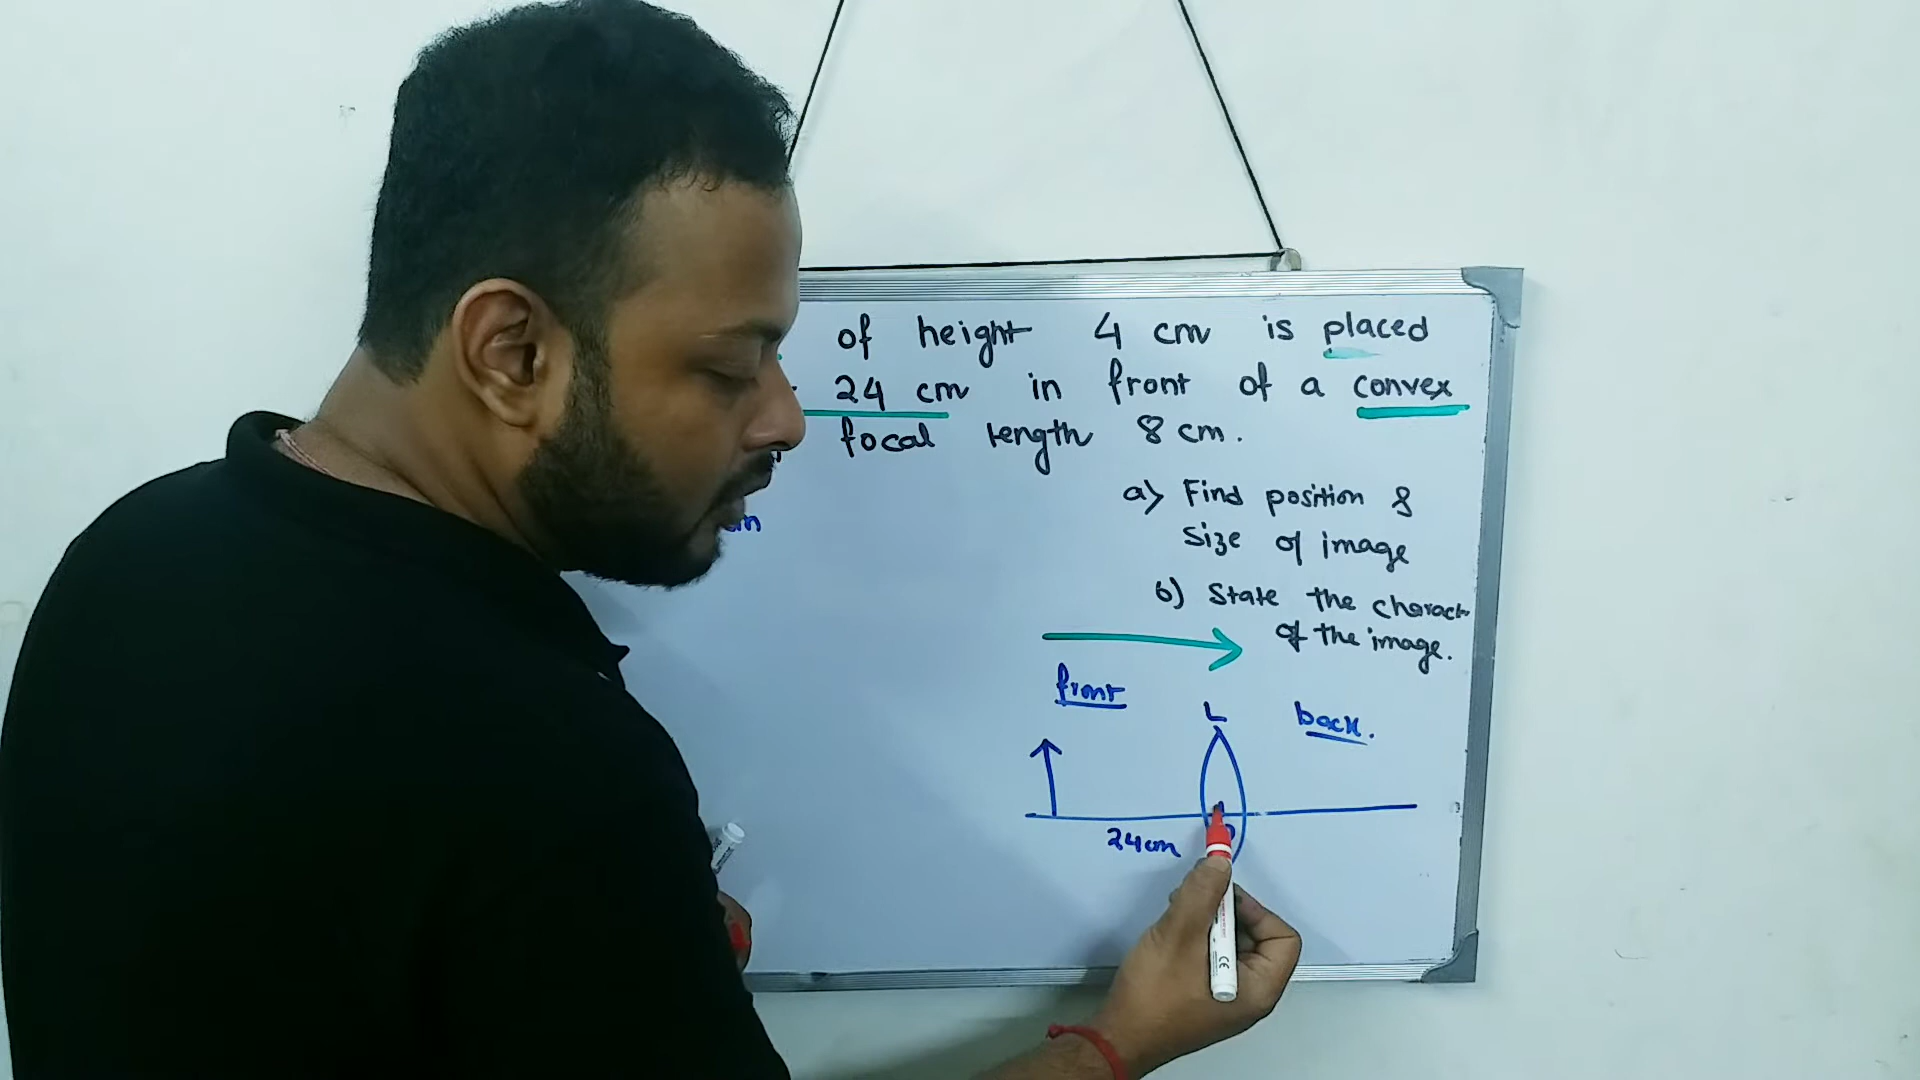 of height 4 cm is placed
24 cm in front of a convex
focal length 8 cm.
a) Find position &
size of image
b) State the charact
of the image.
front
L
back.
24cm
CE